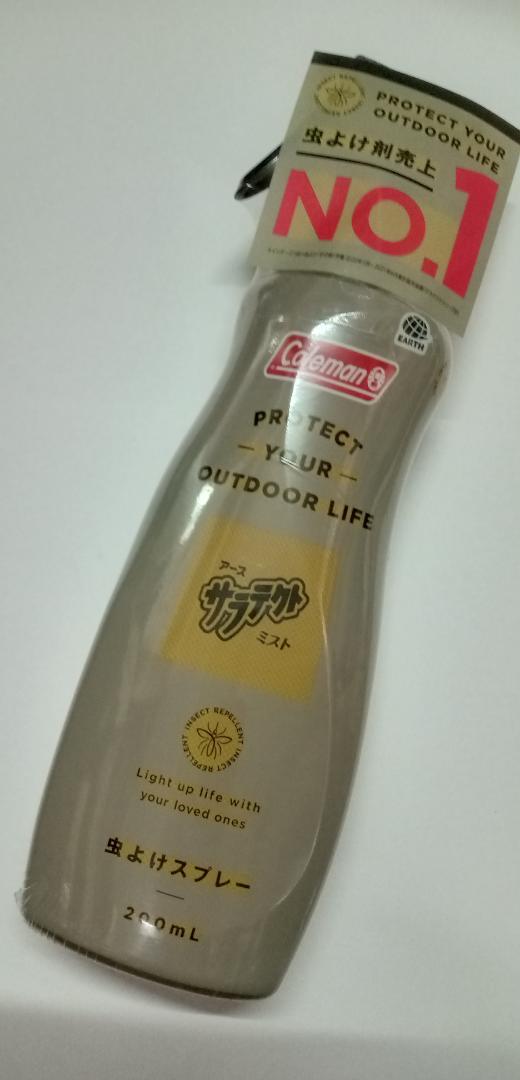 INSECT REPELLENT
PROTECT YOUR
OUTDOOR LIFE
虫よけ剤売上
NO.1
EARTH
Coleman
PROTECT
— YOUR —
OUTDOOR LIFE
アース
サラテクト
ミスト
INSECT REPELLENT INSECT REPELLENT
Light up life with
your loved ones
虫よけスプレー
200mL